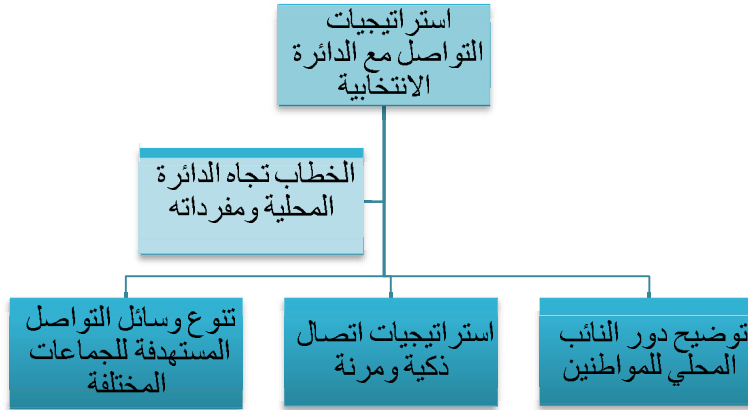 استراتيجيات
التواصل مع الدائرة
الانتخابية
الخطاب تجاه الدائرة
المحلية ومفرداته
توضيح دور النائب
المحلي للمواطنين
استراتيجيات اتصال
ذكية ومرنة
تنوع وسائل التواصل
المستهدفة للجماعات
المختلفة